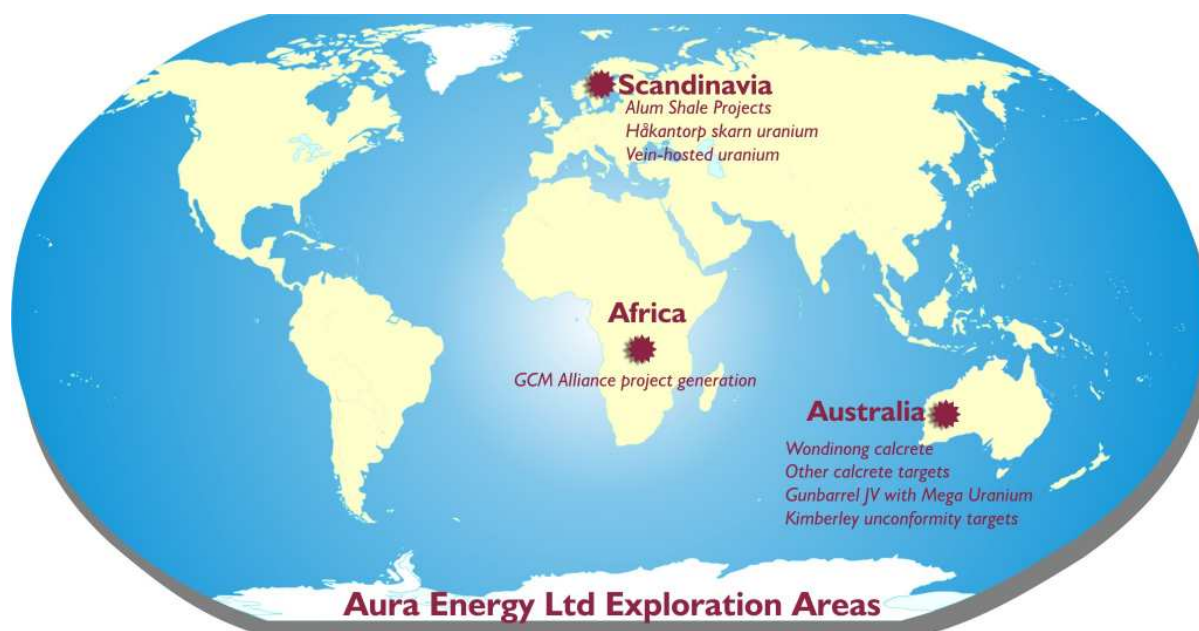 Scandinavia
Alum Shale Projects
Håkantorp skarn uranium
Vein-hosted uranium
Africa
GCM Alliance project generation
Australia
Wondinong calcrete
Other calcrete targets
Gunbarrel JV with Mega Uranium
Kimberley unconformity targets
Aura Energy Ltd Exploration Areas